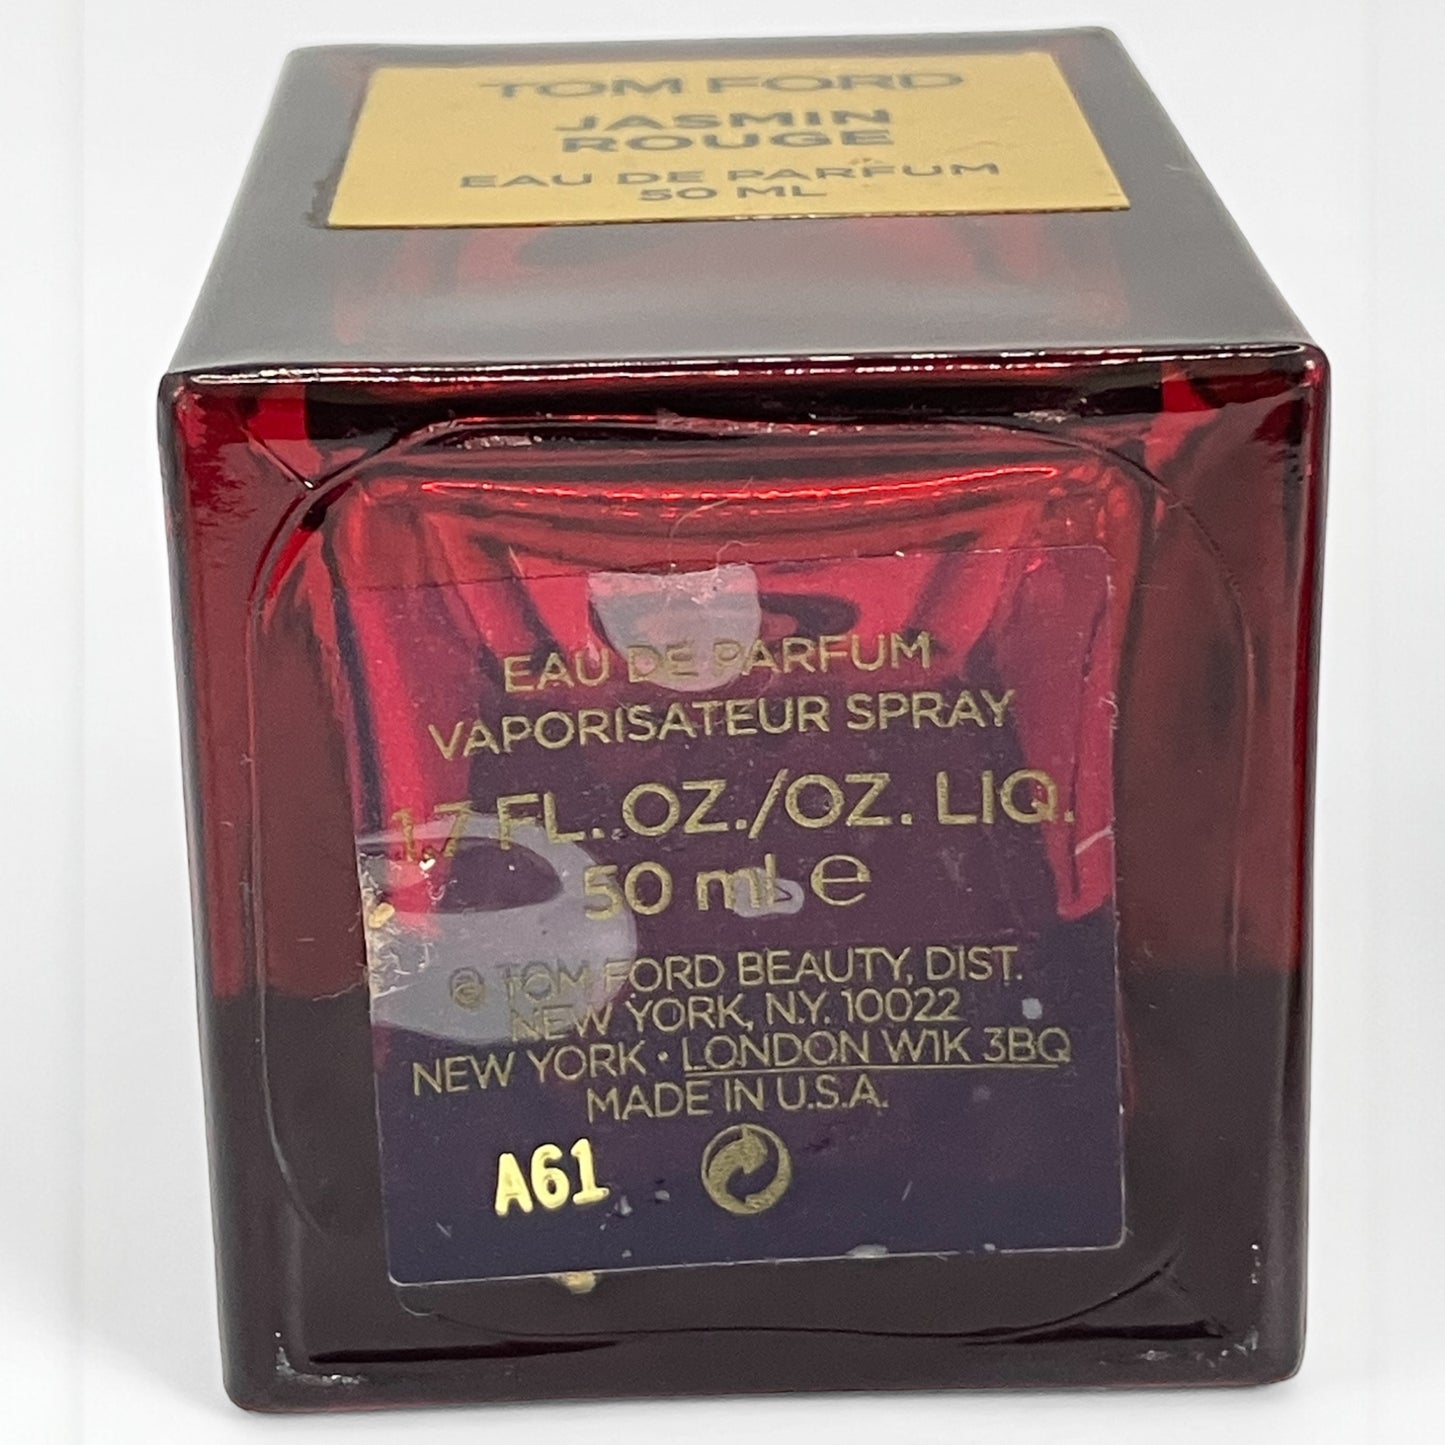 TOM FORD
JASMIN
ROUGE
EAU DE PARFUM
50 ML
EAU DE PARFUM
VAPORISATEUR SPRAY
1.7 FL. OZ./OZ. LIQ.
50 ml ℮
© TOM FORD BEAUTY, DIST.
NEW YORK, N.Y. 10022
NEW YORK · LONDON W1K 3BQ
MADE IN U.S.A.
A61